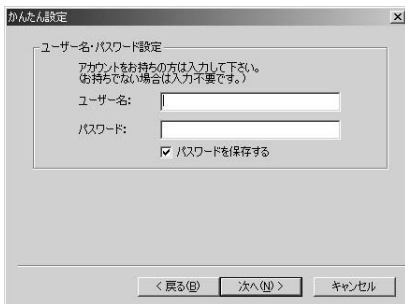 かんたん設定
ユーザー名・パスワード設定
アカウントをお持ちの方は入力して下さい。
(お持ちでない場合は入力不要です。)
ユーザー名:
パスワード:
パスワードを保存する
< 戻る(B)
次へ(N) >
キャンセル